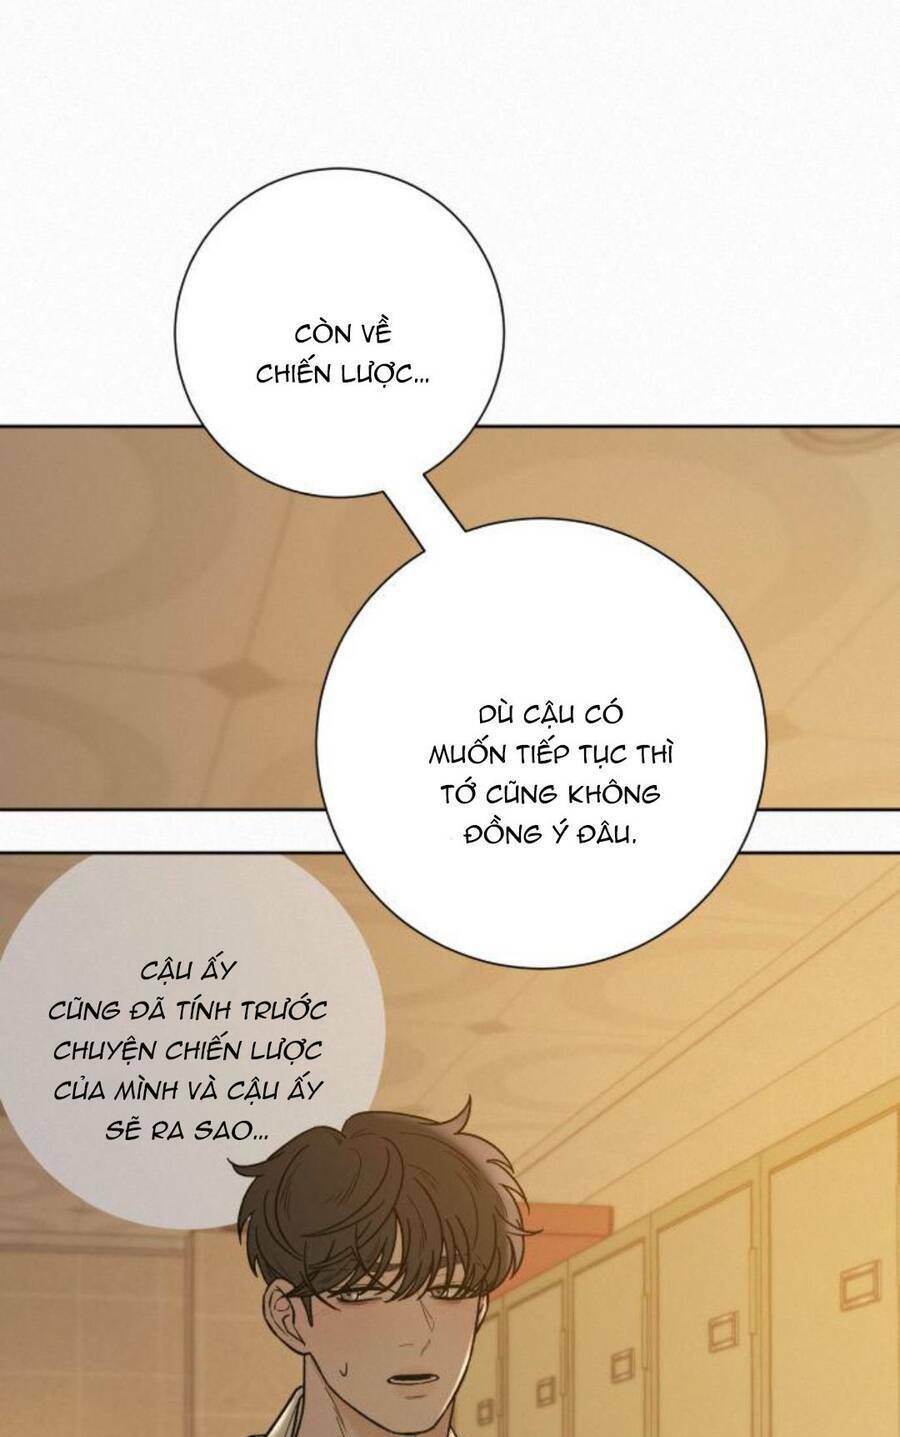 CÒN VỀ
CHIẾN LƯỢC...
DÙ CẬU CÓ
MUỐN TIẾP TỤC THÌ
TỚ CŨNG KHÔNG
ĐỒNG Ý ĐÂU.
CẬU ẤY
CŨNG ĐÃ TÍNH TRƯỚC
CHUYỆN CHIẾN LƯỢC
CỦA MÌNH VÀ CẬU ẤY
SẼ RA SAO...